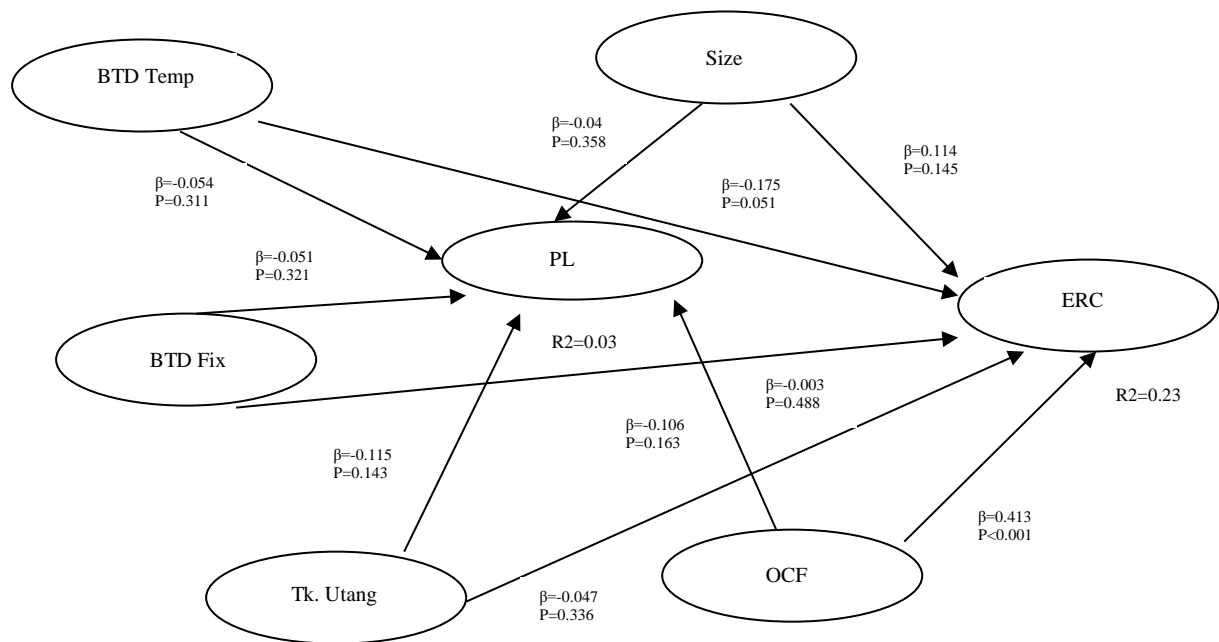 Size
BTD Temp
β=-0.04
P=0.358
β=0.114
P=0.145
β=-0.054
P=0.311
β=-0.175
P=0.051
β=-0.051
P=0.321
PL
ERC
R2=0.03
BTD Fix
β=-0.003
P=0.488
R2=0.23
β=-0.106
P=0.163
β=-0.115
P=0.143
β=0.413
P<0.001
OCF
Tk. Utang
β=-0.047
P=0.336